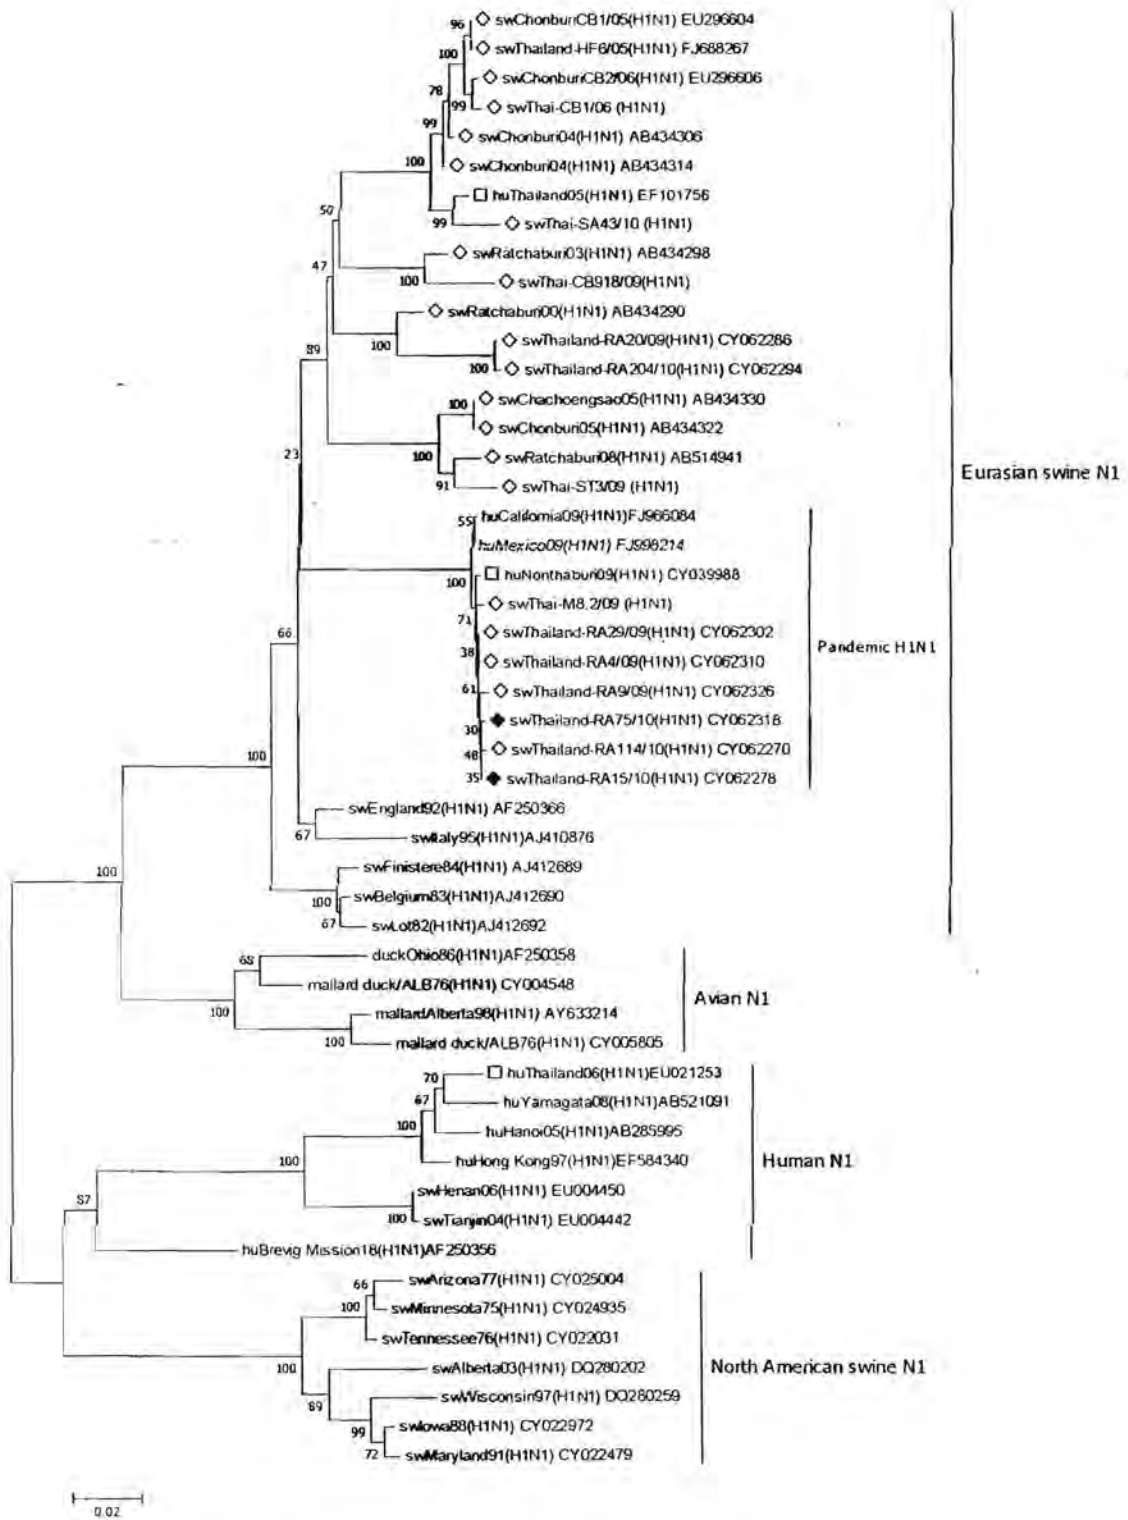 96 swChonburiCB1/05(H1N1) EU296604
swThailand-HF6/05(H1N1) FJ688267
100
swChonburiCB2/06(H1N1) EU296606
78
99 swThai-CB1/06 (H1N1)
99
swChonburi04(H1N1) AB434306
100 swChonburi04(H1N1) AB434314
huThailand05(H1N1) EF101756
50
99 swThai-SA43/10 (H1N1)
swRatchaburi03(H1N1) AB434298
47
100 swThai-CB918/09(H1N1)
swRatchaburi00(H1N1) AB434290
swThailand-RA20/09(H1N1) CY062286
100
89
100 swThailand-RA204/10(H1N1) CY062294
100 swChachoengsao05(H1N1) AB434330
swChonburi05(H1N1) AB434322
23
100 swRatchaburi08(H1N1) AB514941
Eurasian swine N1
91 swThai-ST3/09 (H1N1)
55 huCalifornia09(H1N1)FJ966084
huMexico09(H1N1) FJ998214
100 huNonthaburi09(H1N1) CY039988
swThai-M8.2/09 (H1N1)
71
66 swThailand-RA29/09(H1N1) CY062302
Pandemic H1N1
38 swThailand-RA4/09(H1N1) CY062310
61 swThailand-RA9/09(H1N1) CY062326
swThailand-RA75/10(H1N1) CY062318
30
48 swThailand-RA114/10(H1N1) CY062270
100
35 swThailand-RA15/10(H1N1) CY062278
swEngland92(H1N1) AF250366
67 swItaly95(H1N1)AJ410876
100 swFinistere84(H1N1) AJ412689
100 swBelgium83(H1N1)AJ412690
67 swLot82(H1N1)AJ412692
68 duckOhio86(H1N1)AF250358
mallard duck/ALB76(H1N1) CY004548
Avian N1
100 mallardAlberta98(H1N1) AY633214
100 mallard duck/ALB76(H1N1) CY005805
70 huThailand06(H1N1)EU021253
67 huYamagata08(H1N1)AB521091
100 huHanoi05(H1N1)AB285995
100 huHong Kong97(H1N1)EF584340
Human N1
swHenan06(H1N1) EU004450
87
100 swTianjin04(H1N1) EU004442
huBrevig Mission18(H1N1)AF250356
66 swArizona77(H1N1) CY025004
100 swMinnesota75(H1N1) CY024935
swTennessee76(H1N1) CY022031
100 swAlberta03(H1N1) DQ280202
North American swine N1
89 swWisconsin97(H1N1) DQ280259
99 swIowa88(H1N1) CY022972
72 swMaryland91(H1N1) CY022479
0.02